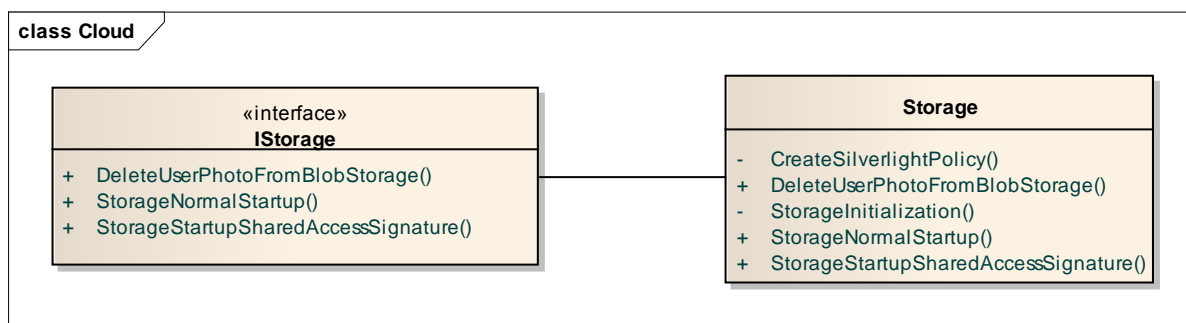 class Cloud
«interface»
IStorage
+ DeleteUserPhotoFromBlobStorage()
+ StorageNormalStartup()
+ StorageStartupSharedAccessSignature()
Storage
- CreateSilverlightPolicy()
+ DeleteUserPhotoFromBlobStorage()
- StorageInitialization()
+ StorageNormalStartup()
+ StorageStartupSharedAccessSignature()